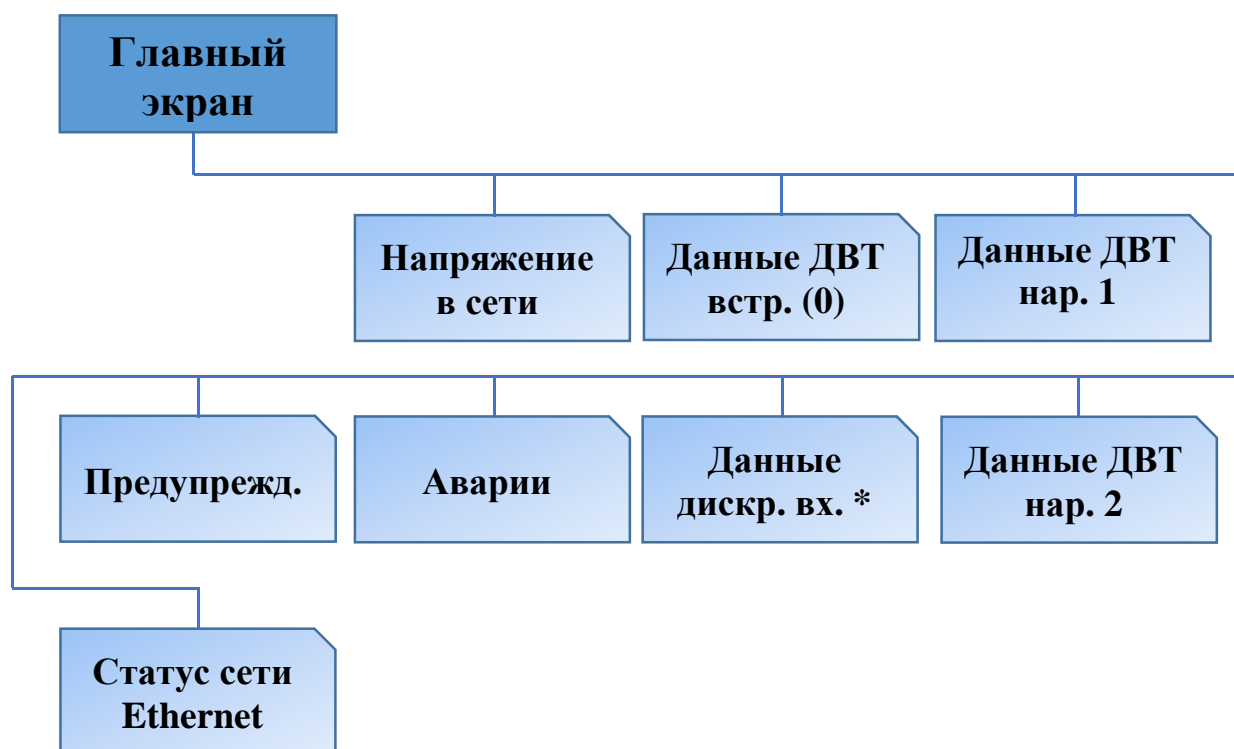 Главный
экран
Напряжение
в сети
Данные ДВТ
встр. (0)
Данные ДВТ
нар. 1
Предупрежд.
Аварии
Данные
дискр. вх. *
Данные ДВТ
нар. 2
Статус сети
Ethernet